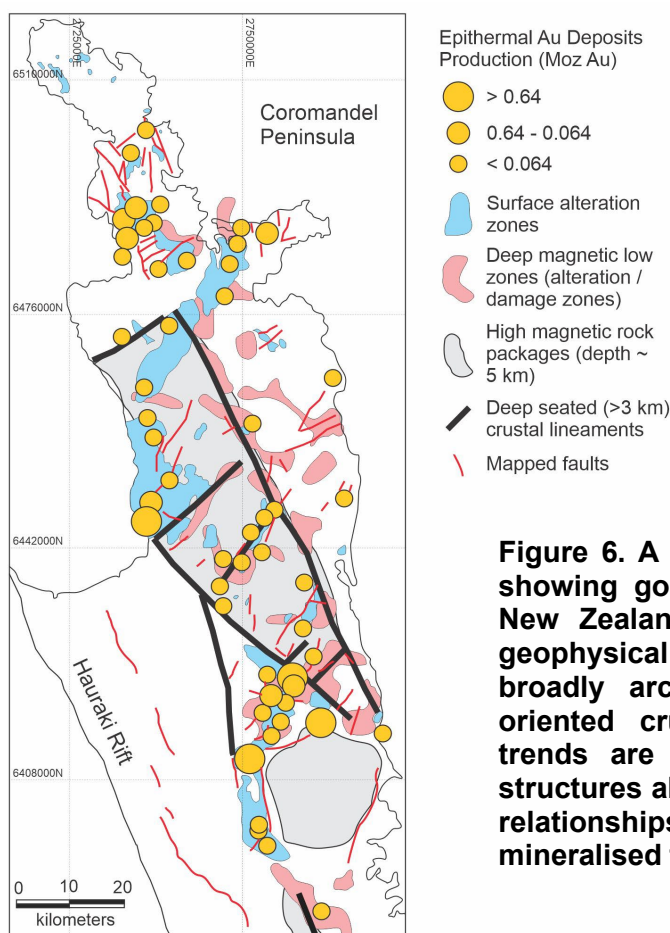 2725000E
2750000E
6510000N
6476000N
6442000N
6408000N
Coromandel
Peninsula
Hauraki Rift
0 10 20
kilometers
Epithermal Au Deposits
Production (Moz Au)
> 0.64
0.64 - 0.064
< 0.064
Surface alteration
zones
Deep magnetic low
zones (alteration /
damage zones)
High magnetic rock
packages (depth ~
5 km)
Deep seated (>3 km)
crustal lineaments
Mapped faults
Figure 6. A
showing go
New Zealan
geophysical
broadly arc
oriented cru
trends are
structures al
relationships
mineralised